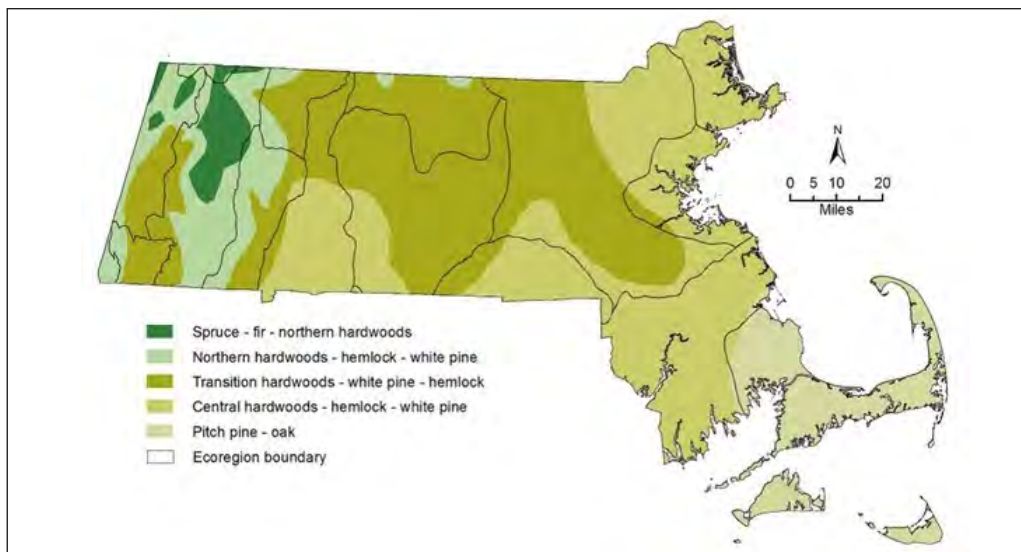 N
0 5 10 20
Miles
Spruce - fir - northern hardwoods
Northern hardwoods - hemlock - white pine
Transition hardwoods - white pine - hemlock
Central hardwoods - hemlock - white pine
Pitch pine - oak
Ecoregion boundary